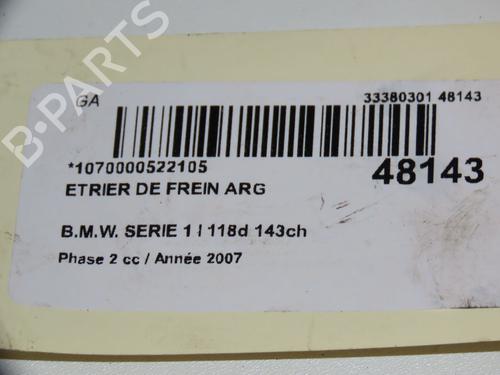 GA
33380301 48143
*1070000522105
48143
ETRIER DE FREIN ARG
B.M.W. SERIE 1 I 118d 143ch
Phase 2 cc / Année 2007
B-PARTS